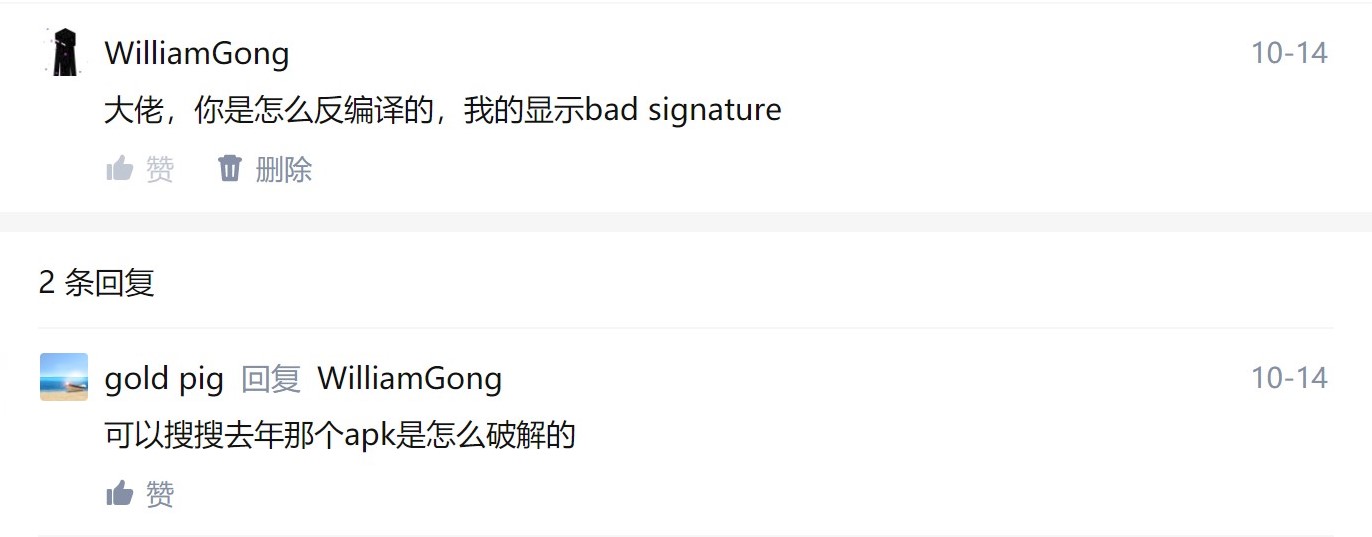 WilliamGong 10-14
大佬，你是怎么反编译的，我的显示bad signature
赞 删除
2 条回复
gold pig 回复 WilliamGong 10-14
可以搜搜去年那个apk是怎么破解的
赞